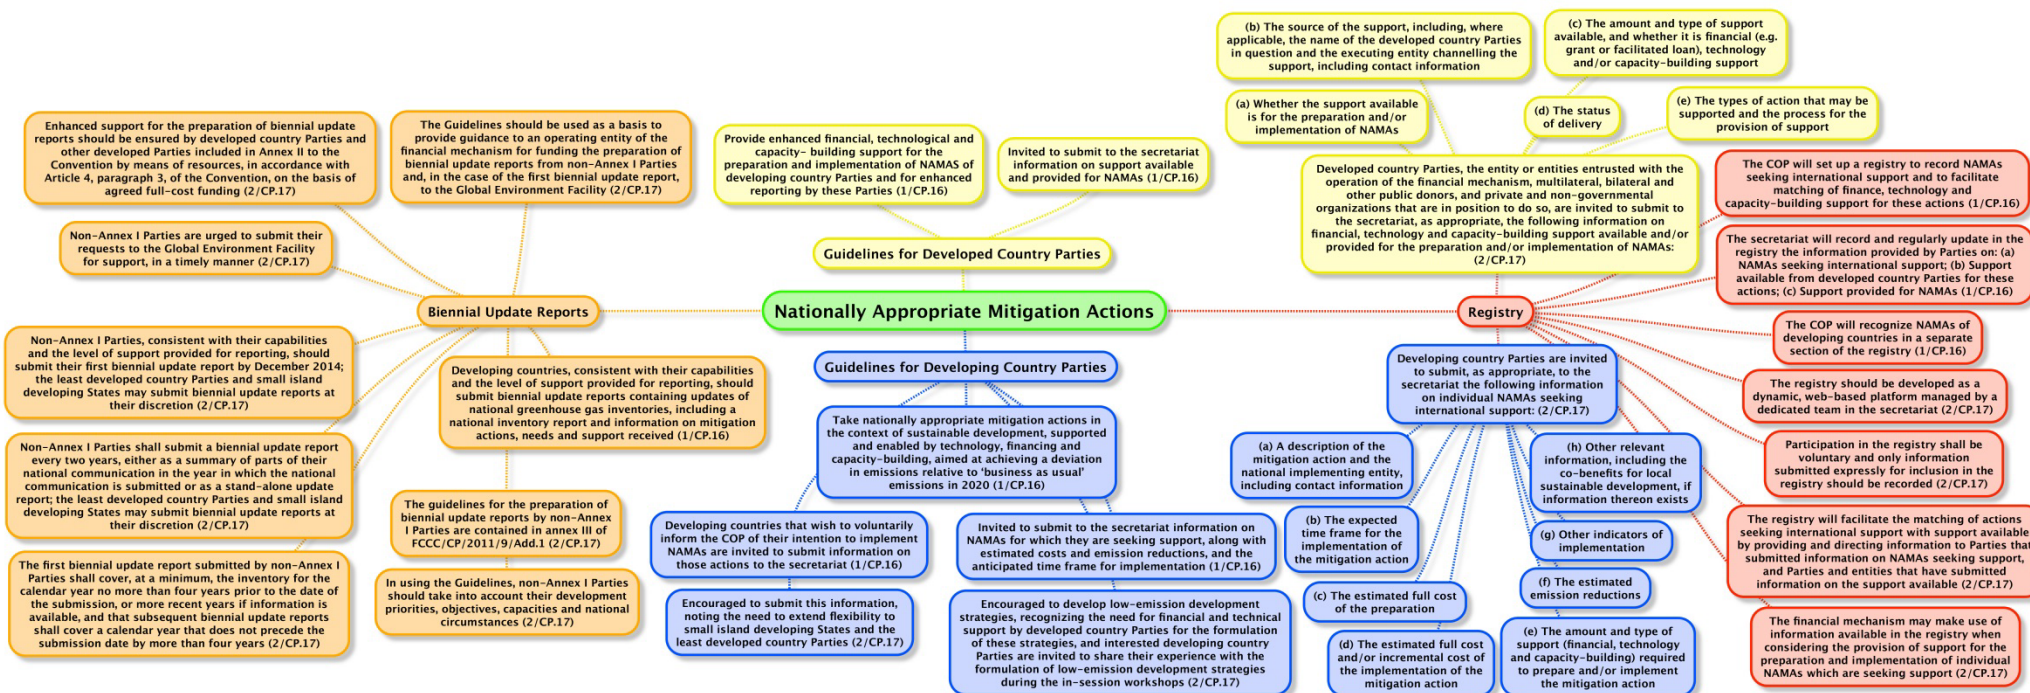 Nationally Appropriate Mitigation Actions
Biennial Update Reports
Enhanced support for the preparation of biennial update
reports should be ensured by developed country Parties and
other developed Parties included in Annex II to the
Convention by means of resources, in accordance with
Article 4, paragraph 3, of the Convention, on the basis of
agreed full-cost funding (2/CP.17)
The Guidelines should be used as a basis to
provide guidance to an operating entity of the
financial mechanism for funding the preparation of
biennial update reports from non-Annex I Parties
and, in the case of the first biennial update report,
to the Global Environment Facility (2/CP.17)
Non-Annex I Parties are urged to submit their
requests to the Global Environment Facility
for support, in a timely manner (2/CP.17)
Non-Annex I Parties, consistent with their capabilities
and the level of support provided for reporting, should
submit their first biennial update report by December 2014;
the least developed country Parties and small island
developing States may submit biennial update reports at
their discretion (2/CP.17)
Non-Annex I Parties shall submit a biennial update report
every two years, either as a summary of parts of their
national communication in the year in which the national
communication is submitted or as a stand-alone update
report; the least developed country Parties and small island
developing States may submit biennial update reports at
their discretion (2/CP.17)
The first biennial update report submitted by non-Annex I
Parties shall cover, at a minimum, the inventory for the
calendar year no more than four years prior to the date of
the submission, or more recent years if information is
available, and that subsequent biennial update reports
shall cover a calendar year that does not precede the
submission date by more than four years (2/CP.17)
Developing countries, consistent with their capabilities
and the level of support provided for reporting, should
submit biennial update reports containing updates of
national greenhouse gas inventories, including a
national inventory report and information on mitigation
actions, needs and support received (1/CP.16)
The guidelines for the preparation of
biennial update reports by non-Annex
I Parties are contained in annex III of
FCCC/CP/2011/9/Add.1 (2/CP.17)
In using the Guidelines, non-Annex I Parties
should take into account their development
priorities, objectives, capacities and national
circumstances (2/CP.17)
Guidelines for Developed Country Parties
Provide enhanced financial, technological and
capacity- building support for the
preparation and implementation of NAMAS of
developing country Parties and for enhanced
reporting by these Parties (1/CP.16)
Invited to submit to the secretariat
information on support available
and provided for NAMAs (1/CP.16)
Guidelines for Developing Country Parties
Take nationally appropriate mitigation actions in
the context of sustainable development, supported
and enabled by technology, financing and
capacity-building, aimed at achieving a deviation
in emissions relative to ‘business as usual’
emissions in 2020 (1/CP.16)
Developing countries that wish to voluntarily
inform the COP of their intention to implement
NAMAs are invited to submit information on
those actions to the secretariat (1/CP.16)
Encouraged to submit this information,
noting the need to extend flexibility to
small island developing States and the
least developed country Parties (2/CP.17)
Invited to submit to the secretariat information on
NAMAs for which they are seeking support, along with
estimated costs and emission reductions, and the
anticipated time frame for implementation (1/CP.16)
Encouraged to develop low-emission development
strategies, recognizing the need for financial and technical
support by developed country Parties for the formulation
of these strategies, and interested developing country
Parties are invited to share their experience with the
formulation of low-emission development strategies
during the in-session workshops (2/CP.17)
Registry
Developed country Parties, the entity or entities entrusted with the
operation of the financial mechanism, multilateral, bilateral and
other public donors, and private and non-governmental
organizations that are in position to do so, are invited to submit to
the secretariat, as appropriate, the following information on
financial, technology and capacity-building support available and/or
provided for the preparation and/or implementation of NAMAs:
(2/CP.17)
(a) Whether the support available
is for the preparation and/or
implementation of NAMAs
(b) The source of the support, including, where
applicable, the name of the developed country Parties
in question and the executing entity channelling the
support, including contact information
(c) The amount and type of support
available, and whether it is financial (e.g.
grant or facilitated loan), technology
and/or capacity-building support
(d) The status
of delivery
(e) The types of action that may be
supported and the process for the
provision of support
Developing country Parties are invited
to submit, as appropriate, to the
secretariat the following information
on individual NAMAs seeking
international support: (2/CP.17)
(a) A description of the
mitigation action and the
national implementing entity,
including contact information
(b) The expected
time frame for the
implementation of
the mitigation action
(c) The estimated full cost
of the preparation
(d) The estimated full cost
and/or incremental cost of
the implementation of the
mitigation action
(e) The amount and type of
support (financial, technology
and capacity-building) required
to prepare and/or implement
the mitigation action
(f) The estimated
emission reductions
(g) Other indicators of
implementation
(h) Other relevant
information, including the
co-benefits for local
sustainable development, if
information thereon exists
The COP will set up a registry to record NAMAs
seeking international support and to facilitate
matching of finance, technology and
capacity-building support for these actions (1/CP.16)
The secretariat will record and regularly update in the
registry the information provided by Parties on: (a)
NAMAs seeking international support; (b) Support
available from developed country Parties for these
actions; (c) Support provided for NAMAs (1/CP.16)
The COP will recognize NAMAs of
developing countries in a separate
section of the registry (1/CP.16)
The registry should be developed as a
dynamic, web-based platform managed by a
dedicated team in the secretariat (2/CP.17)
Participation in the registry shall be
voluntary and only information
submitted expressly for inclusion in the
registry should be recorded (2/CP.17)
The registry will facilitate the matching of actions
seeking international support with support available
by providing and directing information to Parties that
submitted information on NAMAs seeking support,
and Parties and entities that have submitted
information on the support available (2/CP.17)
The financial mechanism may make use of
information available in the registry when
considering the provision of support for the
preparation and implementation of individual
NAMAs which are seeking support (2/CP.17)